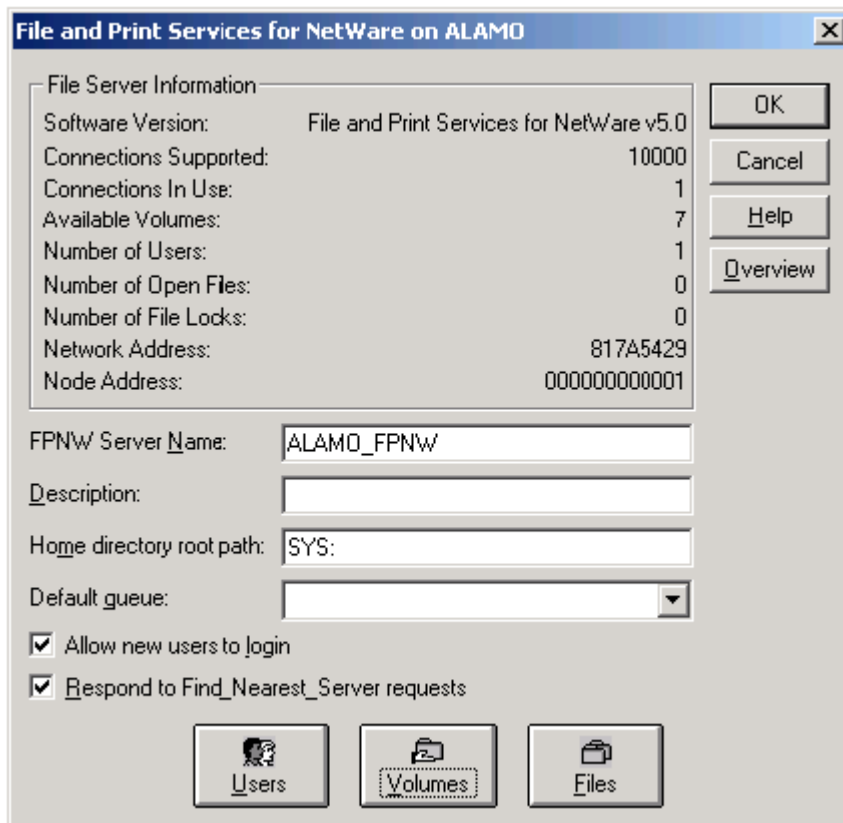 File and Print Services for NetWare on ALAMO
File Server Information
Software Version: File and Print Services for NetWare v5.0
Connections Supported: 10000
Connections In Use: 1
Available Volumes: 7
Number of Users: 1
Number of Open Files: 0
Number of File Locks: 0
Network Address: 817A5429
Node Address: 000000000001
OK
Cancel
Help
Overview
FPNW Server Name: ALAMO_FPNW
Description:
Home directory root path: SYS:
Default queue:
Allow new users to login
Respond to Find_Nearest_Server requests
Users Volumes Files